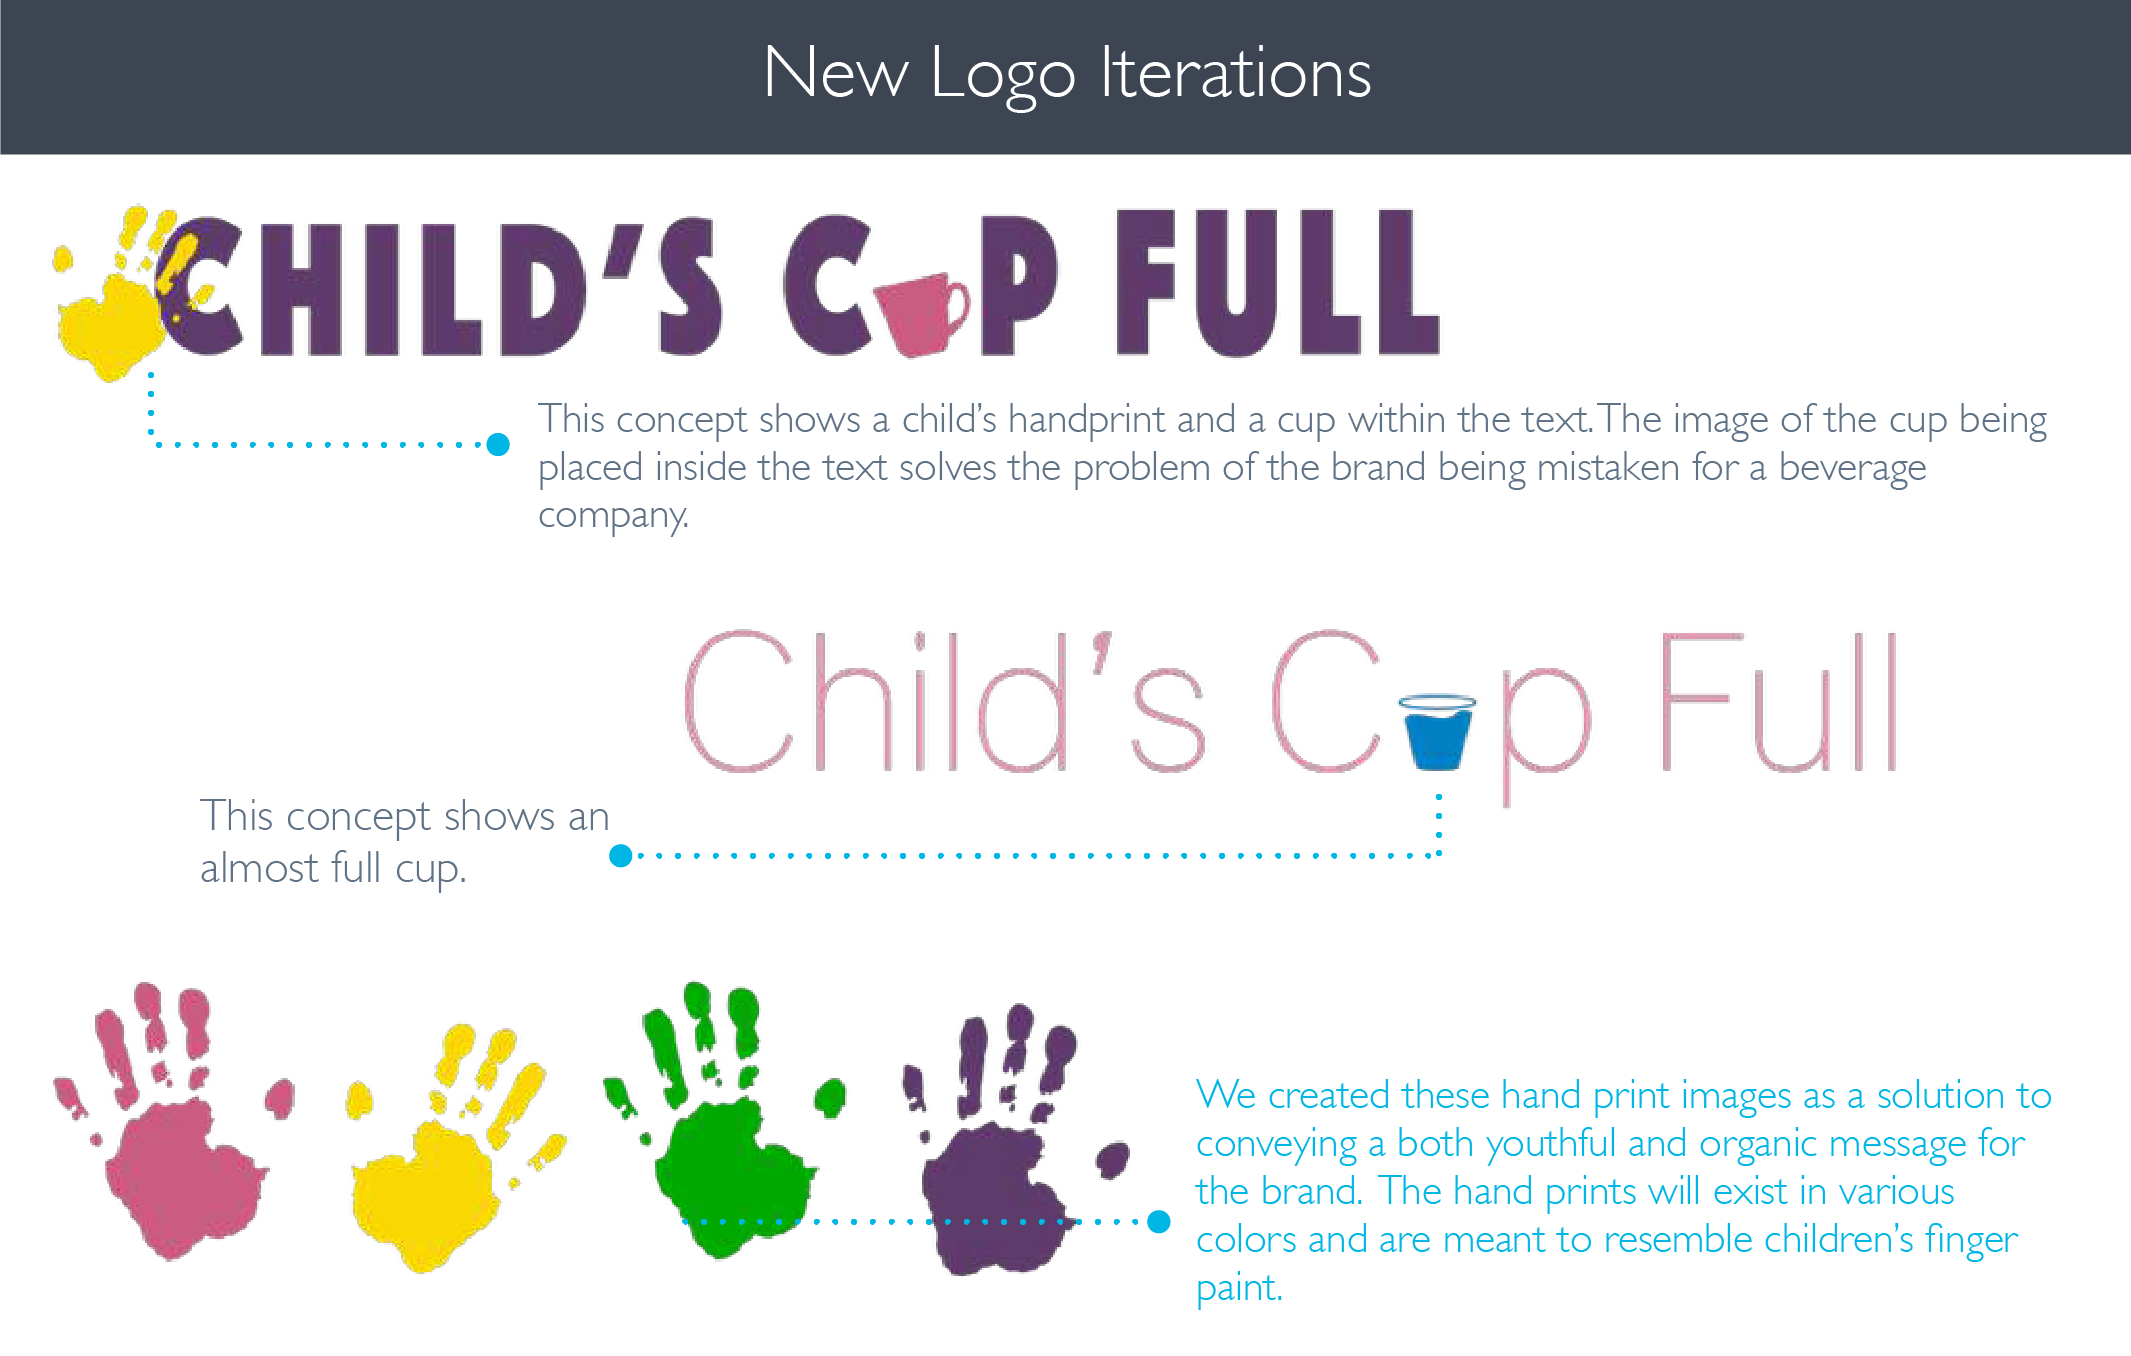 New Logo Iterations
CHILD'S C P FULL
This concept shows a child's handprint and a cup within the text. The image of the cup being
placed inside the text solves the problem of the brand being mistaken for a beverage
company.
Child's C p Full
This concept shows an
almost full cup.
We created these hand print images as a solution to
conveying a both youthful and organic message for
the brand. The hand prints will exist in various
colors and are meant to resemble children's finger
paint.